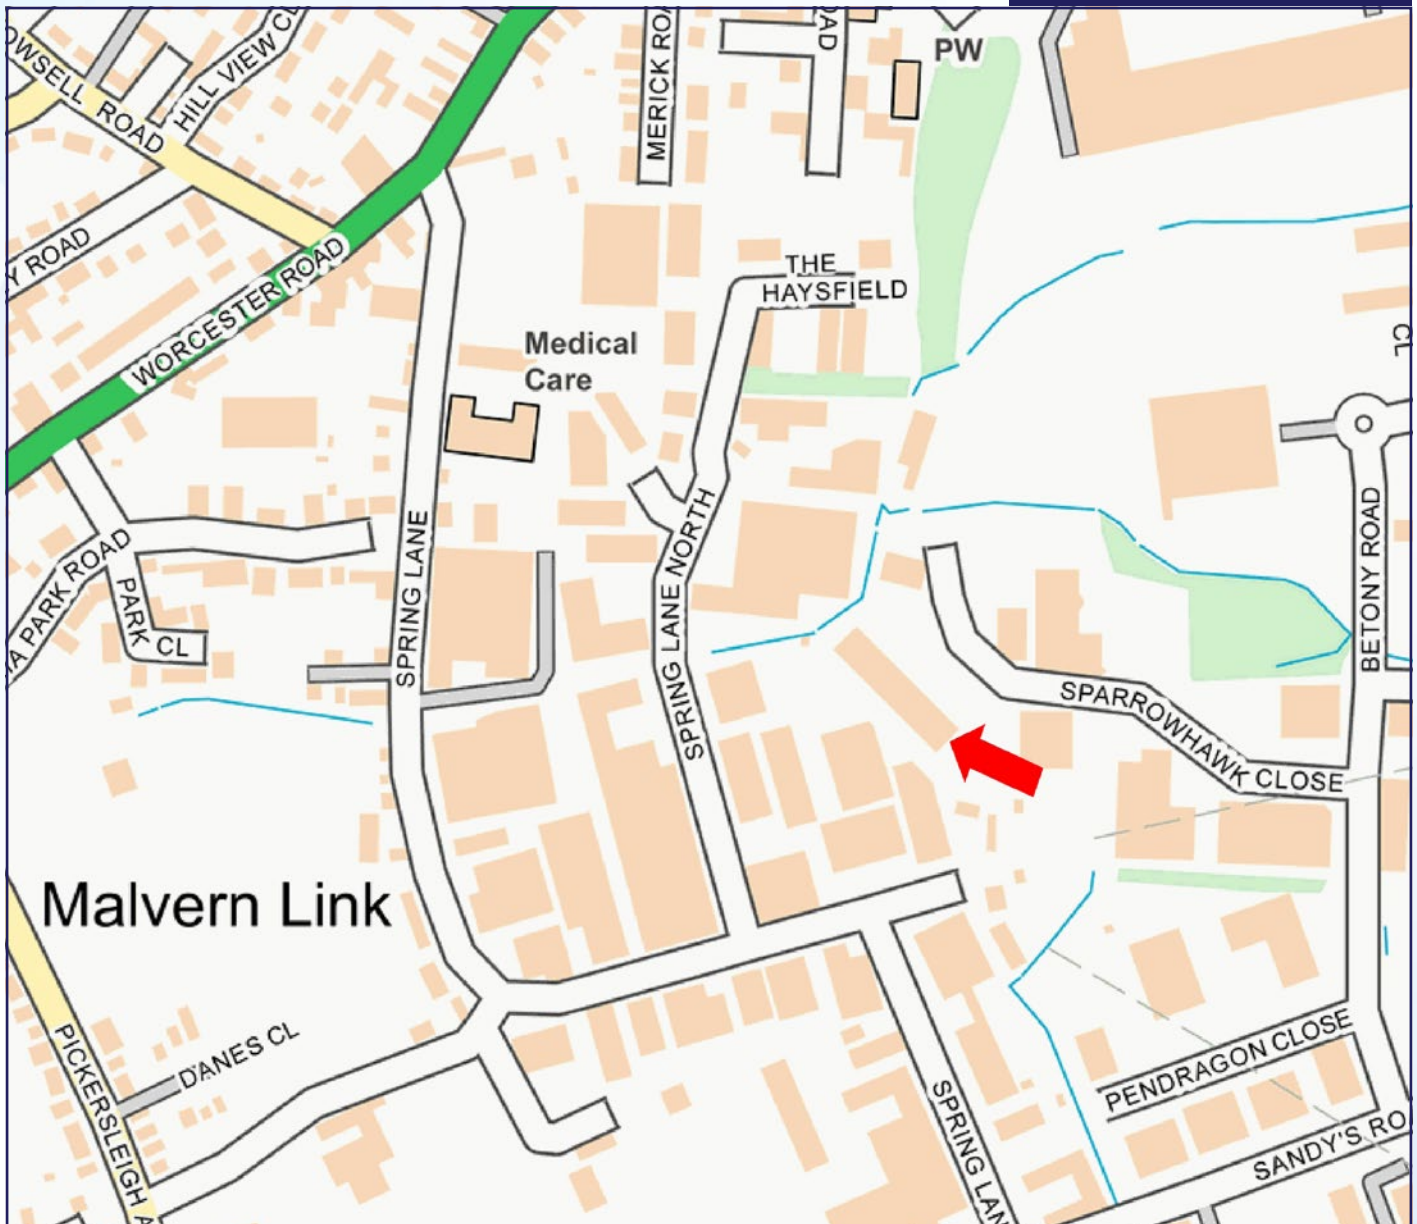 PW
HILL VIEW CL
OWSELL ROAD
MERICK ROA
OAD
Y ROAD
WORCESTER ROAD
THE
HAYSFIELD
Medical
Care
CL
SPRING LANE
SPRING LANE NORTH
BETONY ROAD
IA PARK ROAD
PARK CL
SPARROWHAWK CLOSE
Malvern Link
PICKERSLEIGH A
DANES CL
SPRING LAN
PENDRAGON CLOSE
SANDY'S RO